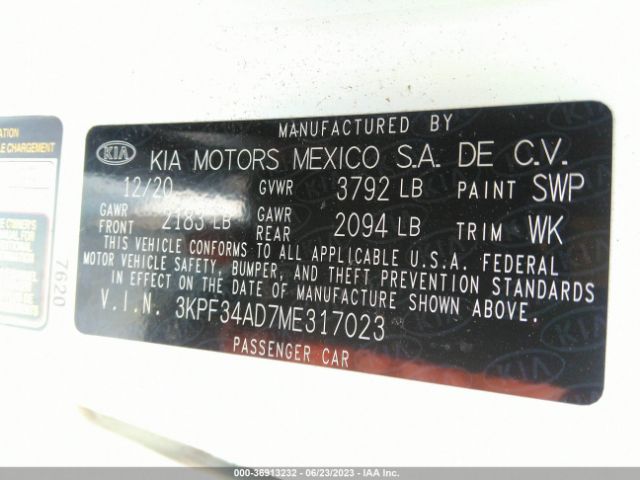 ATION
LE CHARGEMENT
7620
MANUFACTURED BY
KIA KIA MOTORS MEXICO S.A. DE C.V.
12/20 GVWR 3792 LB PAINT SWP
GAWR FRONT 2183 LB GAWR REAR 2094 LB TRIM WK
THIS VEHICLE CONFORMS TO ALL APPLICABLE U.S.A. FEDERAL
MOTOR VEHICLE SAFETY, BUMPER, AND THEFT PREVENTION STANDARDS
IN EFFECT ON THE DATE OF MANUFACTURE SHOWN ABOVE.
V.I.N. 3KPF34AD7ME317023
PASSENGER CAR
000-36913232 - 06/23/2023 - IAA Inc.